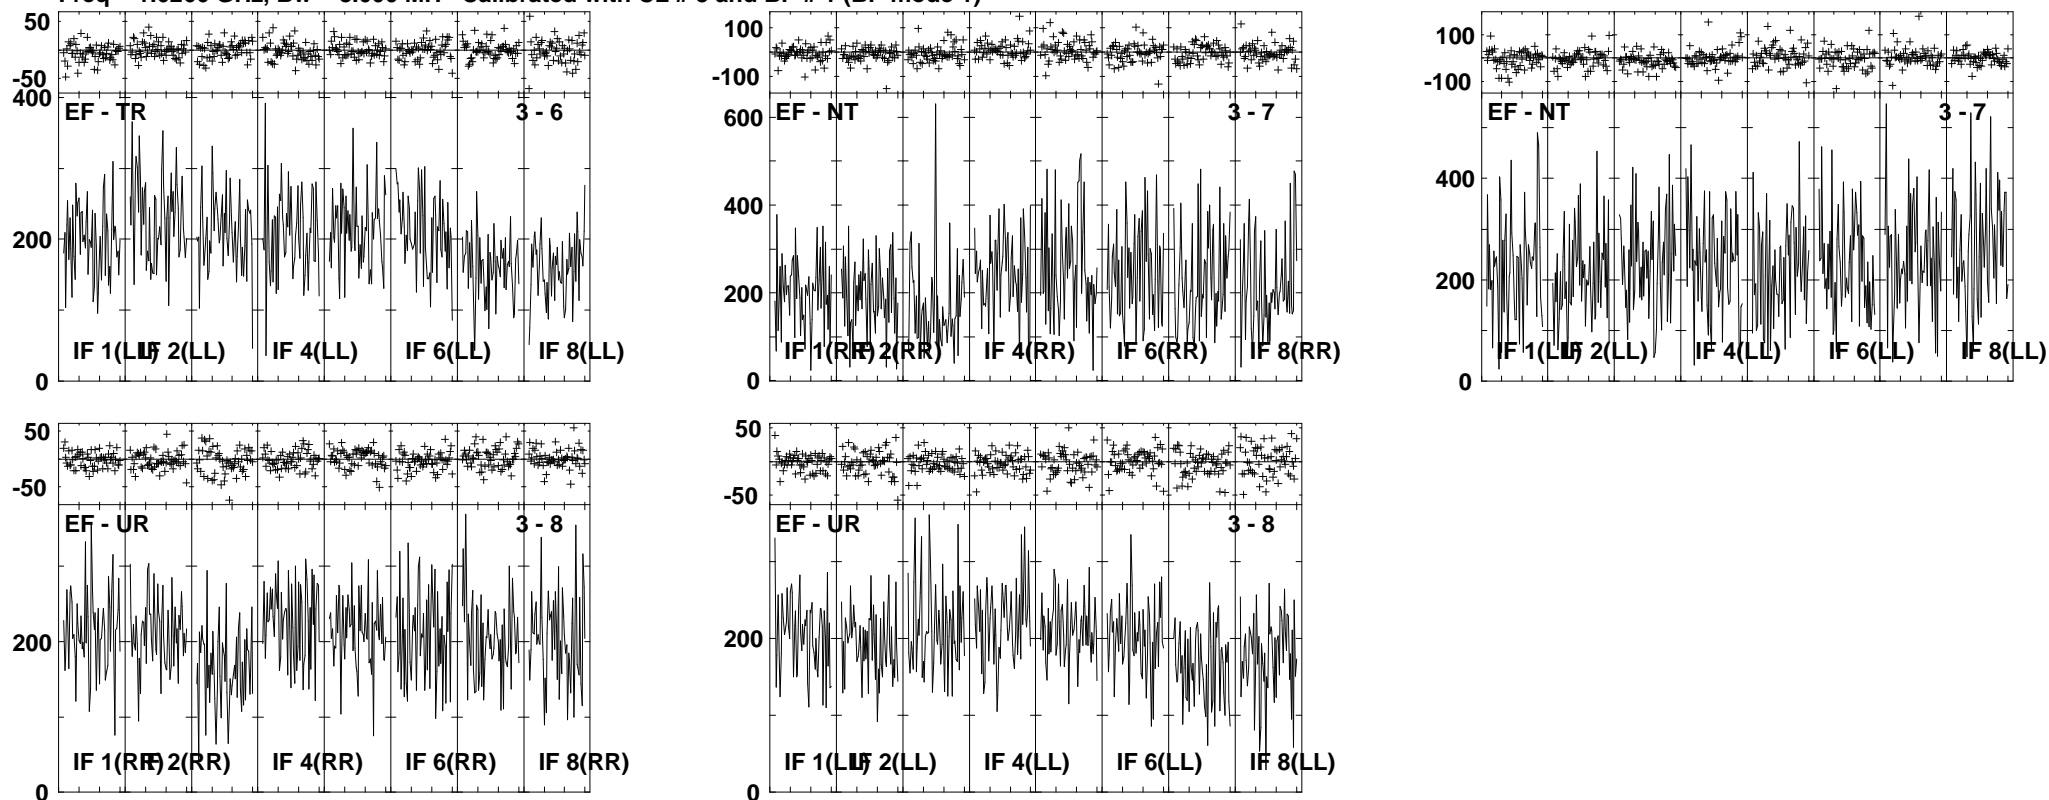 50
-50
400
EF - TR 3 - 6
200
IF 1(LL) IF 2(LL) IF 4(LL) IF 6(LL) IF 8(LL)
0
100
-100
600
EF - NT 3 - 7
400
200
IF 1(RR) IF 2(RR) IF 4(RR) IF 6(RR) IF 8(RR)
0
100
-100
EF - NT 3 - 7
400
200
IF 1(LL) IF 2(LL) IF 4(LL) IF 6(LL) IF 8(LL)
0
50
-50
EF - UR 3 - 8
200
IF 1(RR) IF 2(RR) IF 4(RR) IF 6(RR) IF 8(RR)
0
50
-50
EF - UR 3 - 8
200
IF 1(LL) IF 2(LL) IF 4(LL) IF 6(LL) IF 8(LL)
0